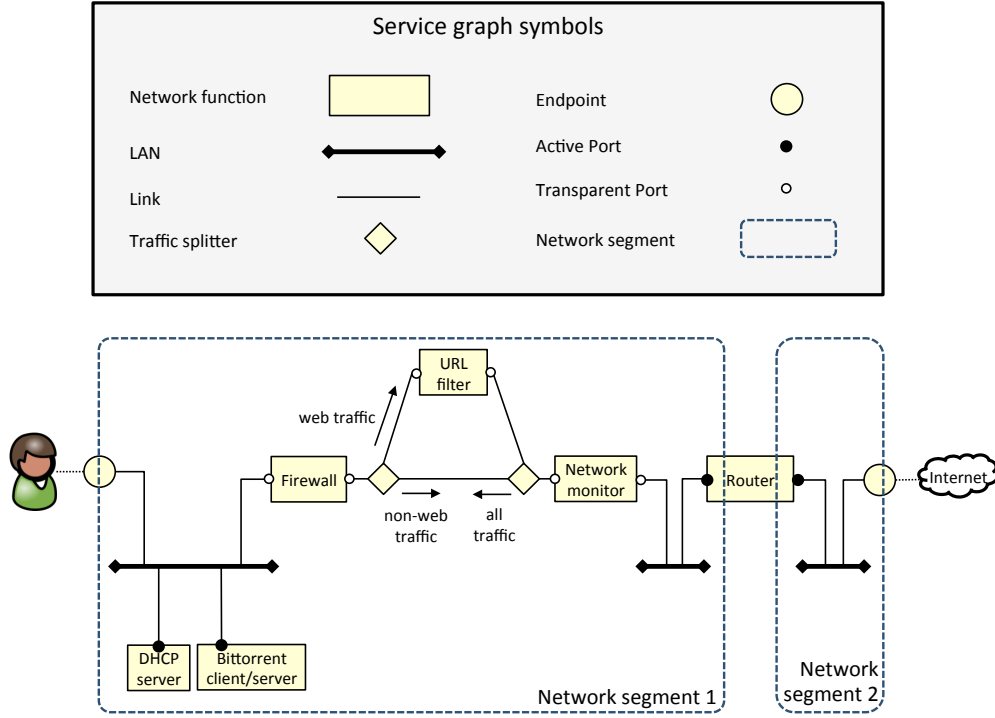 Service graph symbols
Network function
Endpoint
LAN
Active Port
Link
Transparent Port
Traffic splitter
Network segment
URL
filter
web traffic
Firewall
Network
monitor
Router
Internet
non-web
traffic
all
traffic
DHCP
server
Bittorrent
client/server
Network segment 1
Network
segment 2